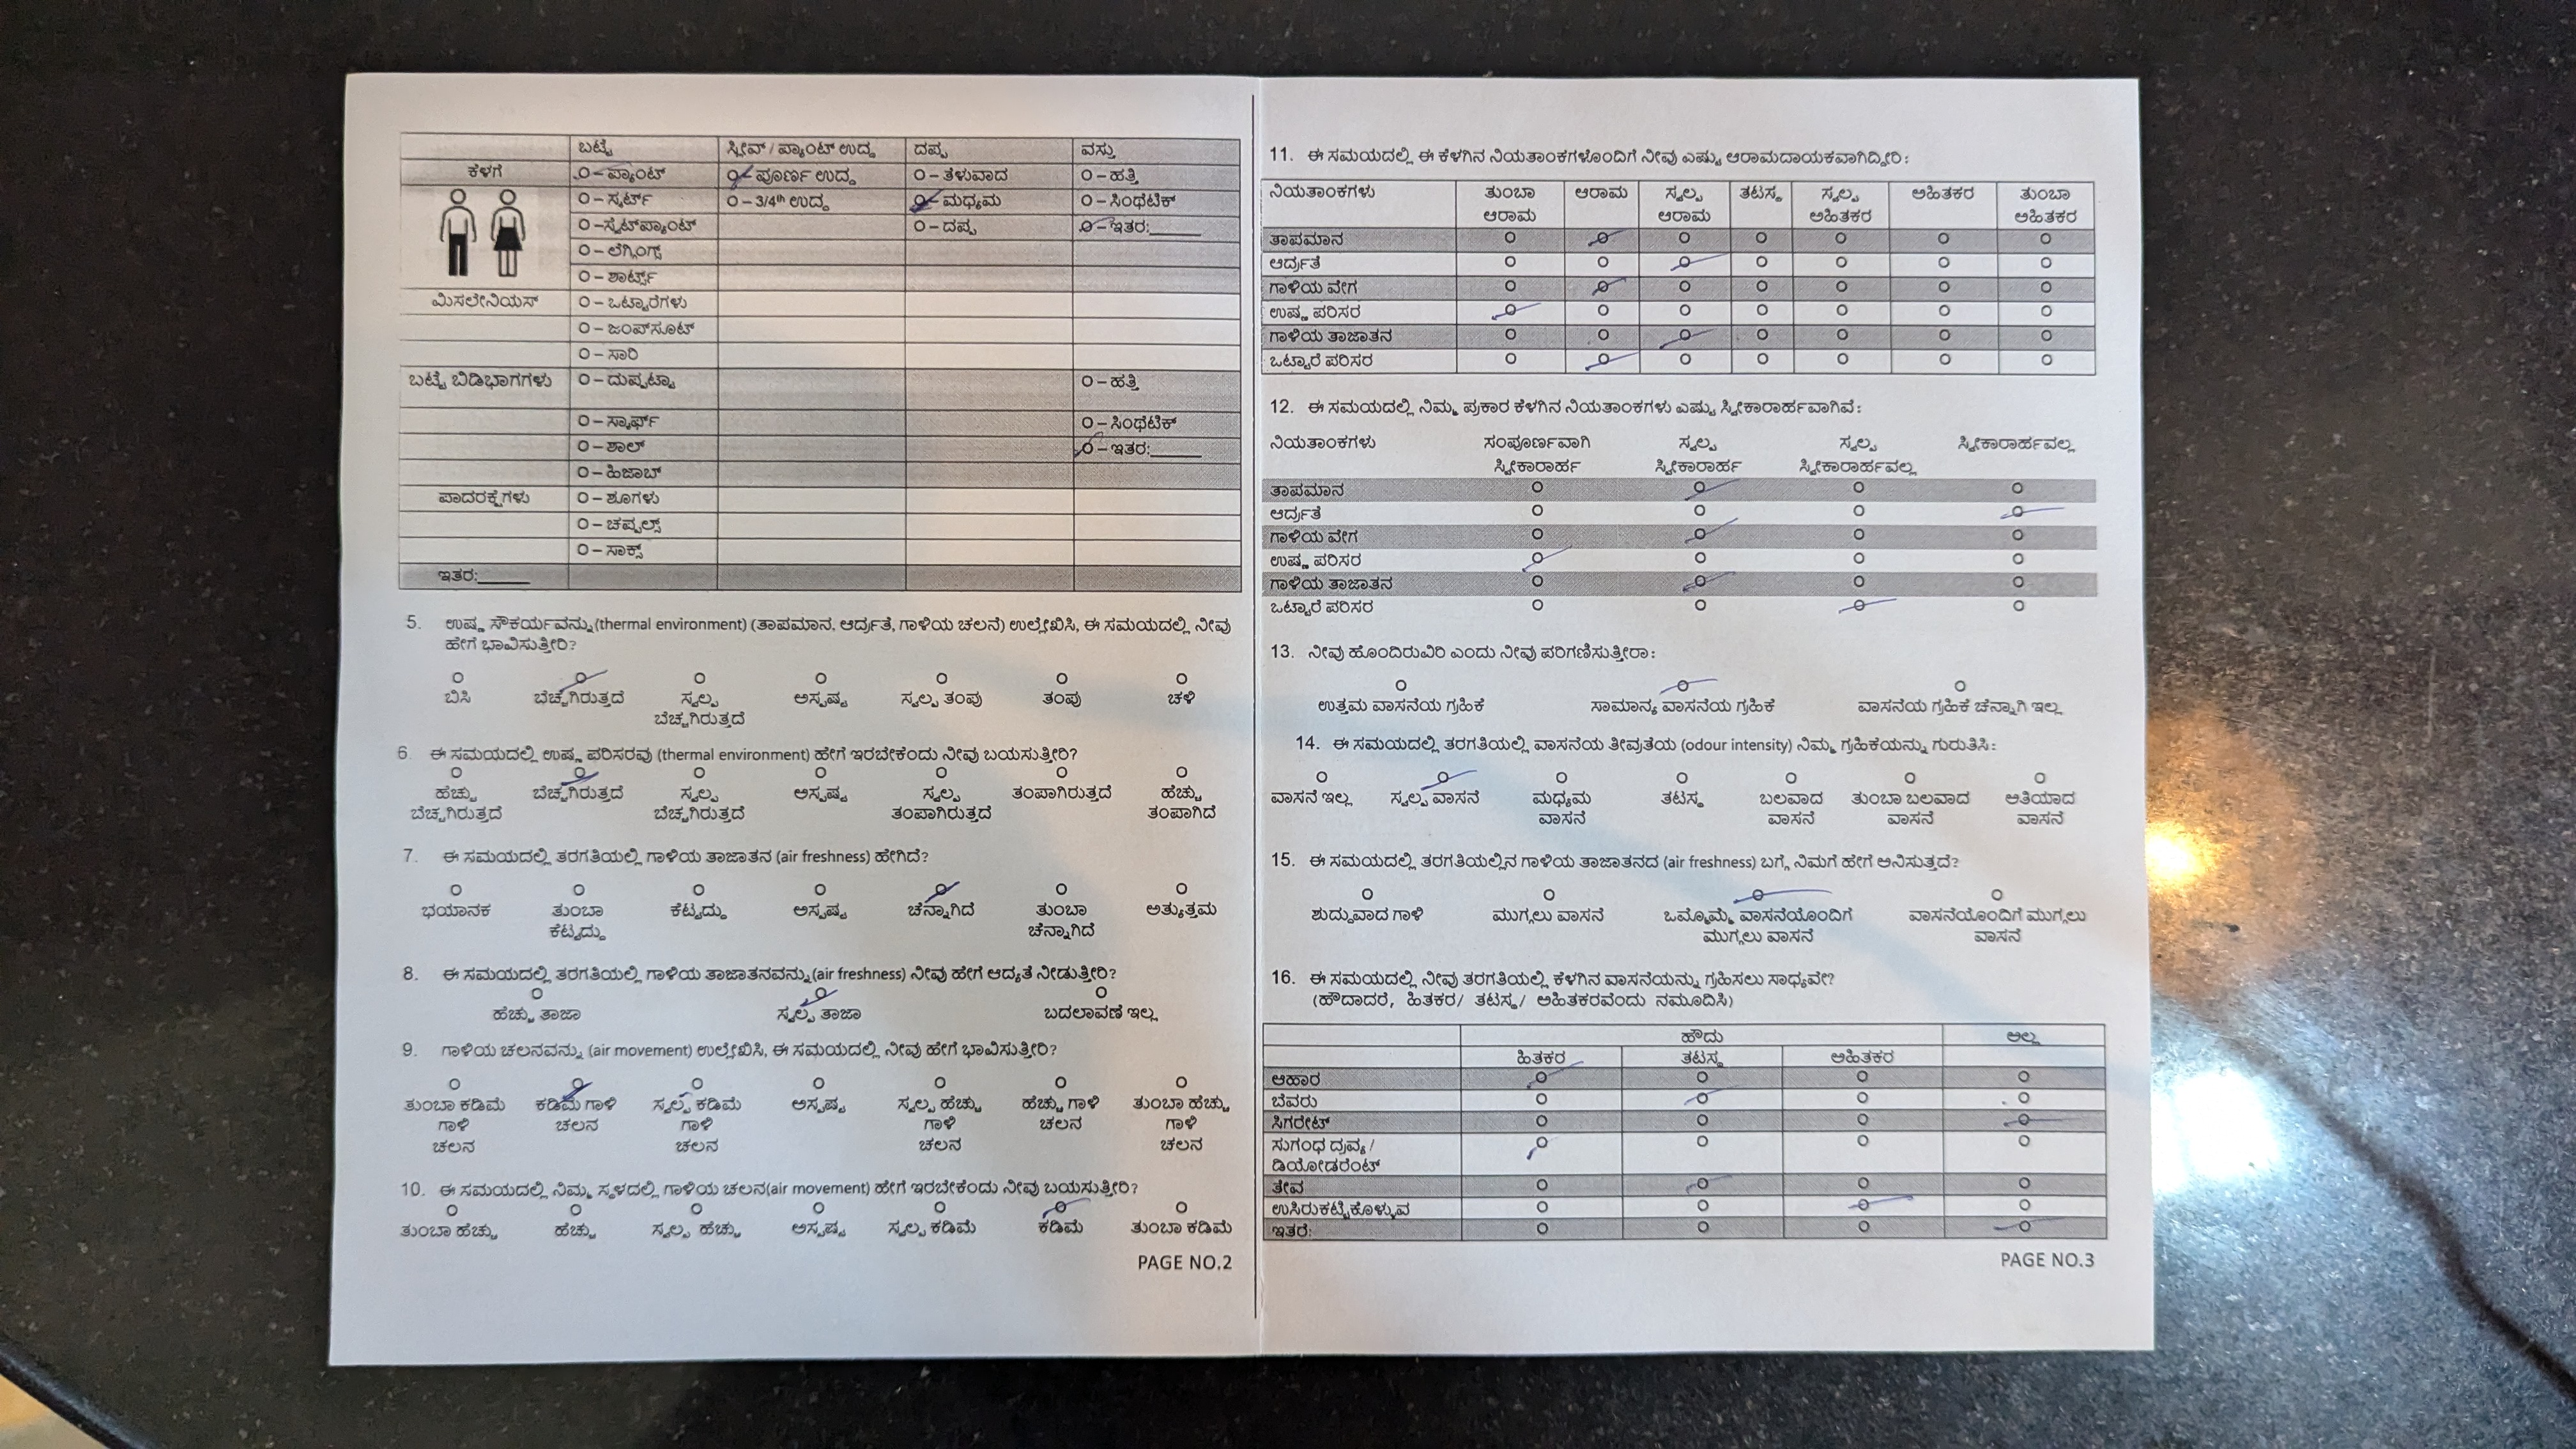 ಬಟ್ಟೆ ಸ್ಲೀವ್ / ಪ್ಯಾಂಟ್ ಉದ್ದ ದಪ್ಪ ವಸ್ತು
ಕೆಳಗೆ O – ಪ್ಯಾಂಟ್ O – ಪೂರ್ಣ ಉದ್ದ O – ತೆಳುವಾದ O – ಹತ್ತಿ
O – ಸ್ಕರ್ಟ್ O – 3/4th ಉದ್ದ O – ಮಧ್ಯಮ O – ಸಿಂಥೆಟಿಕ್
O –ಸ್ವೆಟ್‌ಪ್ಯಾಂಟ್ O – ದಪ್ಪ O – ಇತರ:_____
O – ಲೆಗ್ಗಿಂಗ್ಸ್
O – ಶಾರ್ಟ್ಸ್
ಮಿಸಲೇನಿಯಸ್ O – ಒಟ್ಟಾರೆಗಳು
O – ಜಂಪ್‌ಸೂಟ್
O – ಸಾರಿ
ಬಟ್ಟೆ ಬಿಡಿಭಾಗಗಳು O – ದುಪ್ಪಟ್ಟಾ O – ಹತ್ತಿ
O – ಸ್ಕಾರ್ಫ್ O – ಸಿಂಥೆಟಿಕ್
O – ಶಾಲ್ O – ಇತರ:_____
O – ಹಿಜಾಬ್
ಪಾದರಕ್ಷೆಗಳು O – ಶೂಗಳು
O – ಚಪ್ಪಲ್ಸ್
O – ಸಾಕ್ಸ್
ಇತರ:_____
5. ಉಷ್ಣ ಸೌಕರ್ಯವನ್ನು (thermal environment) (ತಾಪಮಾನ, ಆರ್ದ್ರತೆ, ಗಾಳಿಯ ಚಲನೆ) ಉಲ್ಲೇಖಿಸಿ, ಈ ಸಮಯದಲ್ಲಿ ನೀವು
ಹೇಗೆ ಭಾವಿಸುತ್ತೀರಿ?
O O O O O O O
ಬಿಸಿ ಬೆಚ್ಚಗಿರುತ್ತದೆ ಸ್ವಲ್ಪ ಅಸ್ಪಷ್ಟ ಸ್ವಲ್ಪ ತಂಪು ತಂಪು ಚಳಿ
ಬೆಚ್ಚಗಿರುತ್ತದೆ
6. ಈ ಸಮಯದಲ್ಲಿ ಉಷ್ಣ ಪರಿಸರವು (thermal environment) ಹೇಗೆ ಇರಬೇಕೆಂದು ನೀವು ಬಯಸುತ್ತೀರಿ?
O O O O O O O
ಹೆಚ್ಚು ಬೆಚ್ಚಗಿರುತ್ತದೆ ಸ್ವಲ್ಪ ಅಸ್ಪಷ್ಟ ಸ್ವಲ್ಪ ತಂಪಾಗಿರುತ್ತದೆ ಹೆಚ್ಚು
ಬೆಚ್ಚಗಿರುತ್ತದೆ ಬೆಚ್ಚಗಿರುತ್ತದೆ ತಂಪಾಗಿರುತ್ತದೆ ತಂಪಾಗಿದೆ
7. ಈ ಸಮಯದಲ್ಲಿ ತರಗತಿಯಲ್ಲಿ ಗಾಳಿಯ ತಾಜಾತನ (air freshness) ಹೇಗಿದೆ?
O O O O O O O
ಭಯಾನಕ ತುಂಬಾ ಕೆಟ್ಟದ್ದು ಅಸ್ಪಷ್ಟ ಚೆನ್ನಾಗಿದೆ ತುಂಬಾ ಅತ್ಯುತ್ತಮ
ಕೆಟ್ಟದ್ದು ಚೆನ್ನಾಗಿದೆ
8. ಈ ಸಮಯದಲ್ಲಿ ತರಗತಿಯಲ್ಲಿ ಗಾಳಿಯ ತಾಜಾತನವನ್ನು (air freshness) ನೀವು ಹೇಗೆ ಆದ್ಯತೆ ನೀಡುತ್ತೀರಿ?
O O O
ಹೆಚ್ಚು ತಾಜಾ ಸ್ವಲ್ಪ ತಾಜಾ ಬದಲಾವಣೆ ಇಲ್ಲ
9. ಗಾಳಿಯ ಚಲನವನ್ನು (air movement) ಉಲ್ಲೇಖಿಸಿ, ಈ ಸಮಯದಲ್ಲಿ ನೀವು ಹೇಗೆ ಭಾವಿಸುತ್ತೀರಿ?
O O O O O O O
ತುಂಬಾ ಕಡಿಮೆ ಕಡಿಮೆ ಗಾಳಿ ಸ್ವಲ್ಪ ಕಡಿಮೆ ಅಸ್ಪಷ್ಟ ಸ್ವಲ್ಪ ಹೆಚ್ಚು ಹೆಚ್ಚು ಗಾಳಿ ತುಂಬಾ ಹೆಚ್ಚು
ಗಾಳಿ ಚಲನ ಗಾಳಿ ಗಾಳಿ ಚಲನ ಗಾಳಿ
ಚಲನ ಚಲನ ಚಲನ ಚಲನ
10. ಈ ಸಮಯದಲ್ಲಿ ನಿಮ್ಮ ಸ್ಥಳದಲ್ಲಿ ಗಾಳಿಯ ಚಲನ(air movement) ಹೇಗೆ ಇರಬೇಕೆಂದು ನೀವು ಬಯಸುತ್ತೀರಿ?
O O O O O O O
ತುಂಬಾ ಹೆಚ್ಚು ಹೆಚ್ಚು ಸ್ವಲ್ಪ ಹೆಚ್ಚು ಅಸ್ಪಷ್ಟ ಸ್ವಲ್ಪ ಕಡಿಮೆ ಕಡಿಮೆ ತುಂಬಾ ಕಡಿಮೆ
PAGE NO.2
11. ಈ ಸಮಯದಲ್ಲಿ ಈ ಕೆಳಗಿನ ನಿಯತಾಂಕಗಳೊಂದಿಗೆ ನೀವು ಎಷ್ಟು ಆರಾಮದಾಯಕವಾಗಿದ್ದೀರಿ:
ನಿಯತಾಂಕಗಳು ತುಂಬಾ ಆರಾಮ ಸ್ವಲ್ಪ ತಟಸ್ಥ ಸ್ವಲ್ಪ ಅಹಿತಕರ ತುಂಬಾ
ಆರಾಮ ಆರಾಮ ಅಹಿತಕರ ಅಹಿತಕರ
ತಾಪಮಾನ O O O O O O O
ಆರ್ದ್ರತೆ O O O O O O O
ಗಾಳಿಯ ವೇಗ O O O O O O O
ಉಷ್ಣ ಪರಿಸರ O O O O O O O
ಗಾಳಿಯ ತಾಜಾತನ O O O O O O O
ಒಟ್ಟಾರೆ ಪರಿಸರ O O O O O O O
12. ಈ ಸಮಯದಲ್ಲಿ ನಿಮ್ಮ ಪ್ರಕಾರ ಕೆಳಗಿನ ನಿಯತಾಂಕಗಳು ಎಷ್ಟು ಸ್ವೀಕಾರಾರ್ಹವಾಗಿವೆ:
ನಿಯತಾಂಕಗಳು ಸಂಪೂರ್ಣವಾಗಿ ಸ್ವಲ್ಪ ಸ್ವಲ್ಪ ಸ್ವೀಕಾರಾರ್ಹವಲ್ಲ
ಸ್ವೀಕಾರಾರ್ಹ ಸ್ವೀಕಾರಾರ್ಹ ಸ್ವೀಕಾರಾರ್ಹವಲ್ಲ
ತಾಪಮಾನ O O O O
ಆರ್ದ್ರತೆ O O O O
ಗಾಳಿಯ ವೇಗ O O O O
ಉಷ್ಣ ಪರಿಸರ O O O O
ಗಾಳಿಯ ತಾಜಾತನ O O O O
ಒಟ್ಟಾರೆ ಪರಿಸರ O O O O
13. ನೀವು ಹೊಂದಿರುವಿರಿ ಎಂದು ನೀವು ಪರಿಗಣಿಸುತ್ತೀರಾ:
O O O
ಉತ್ತಮ ವಾಸನೆಯ ಗ್ರಹಿಕೆ ಸಾಮಾನ್ಯ ವಾಸನೆಯ ಗ್ರಹಿಕೆ ವಾಸನೆಯ ಗ್ರಹಿಕೆ ಚೆನ್ನಾಗಿ ಇಲ್ಲ
14. ಈ ಸಮಯದಲ್ಲಿ ತರಗತಿಯಲ್ಲಿ ವಾಸನೆಯ ತೀವ್ರತೆಯ (odour intensity) ನಿಮ್ಮ ಗ್ರಹಿಕೆಯನ್ನು ಗುರುತಿಸಿ:
O O O O O O O
ವಾಸನೆ ಇಲ್ಲ ಸ್ವಲ್ಪ ವಾಸನೆ ಮಧ್ಯಮ ತಟಸ್ಥ ಬಲವಾದ ತುಂಬಾ ಬಲವಾದ ಅತಿಯಾದ
ವಾಸನೆ ವಾಸನೆ ವಾಸನೆ ವಾಸನೆ
15. ಈ ಸಮಯದಲ್ಲಿ ತರಗತಿಯಲ್ಲಿನ ಗಾಳಿಯ ತಾಜಾತನದ (air freshness) ಬಗ್ಗೆ ನಿಮಗೆ ಹೇಗೆ ಅನಿಸುತ್ತದೆ?
O O O O
ಶುದ್ಧವಾದ ಗಾಳಿ ಮುಗ್ಗಲು ವಾಸನೆ ಒಮ್ಮೊಮ್ಮೆ ವಾಸನೆಯೊಂದಿಗೆ ವಾಸನೆಯೊಂದಿಗೆ ಮುಗ್ಗಲು
ಮುಗ್ಗಲು ವಾಸನೆ ವಾಸನೆ
16. ಈ ಸಮಯದಲ್ಲಿ ನೀವು ತರಗತಿಯಲ್ಲಿ ಕೆಳಗಿನ ವಾಸನೆಯನ್ನು ಗ್ರಹಿಸಲು ಸಾಧ್ಯವೇ?
(ಹೌದಾದರೆ, ಹಿತಕರ/ ತಟಸ್ಥ/ ಅಹಿತಕರವೆಂದು ನಮೂದಿಸಿ)
ಹೌದು ಅಲ್ಲ
ಹಿತಕರ ತಟಸ್ಥ ಅಹಿತಕರ
ಆಹಾರ O O O O
ಬೆವರು O O O O
ಸಿಗರೇಟ್ O O O O
ಸುಗಂಧ ದ್ರವ್ಯ / O O O O
ಡಿಯೋಡರೆಂಟ್
ತೇವ O O O O
ಉಸಿರುಕಟ್ಟಿಕೊಳ್ಳುವ O O O O
ಇತರೆ: O O O O
PAGE NO.3